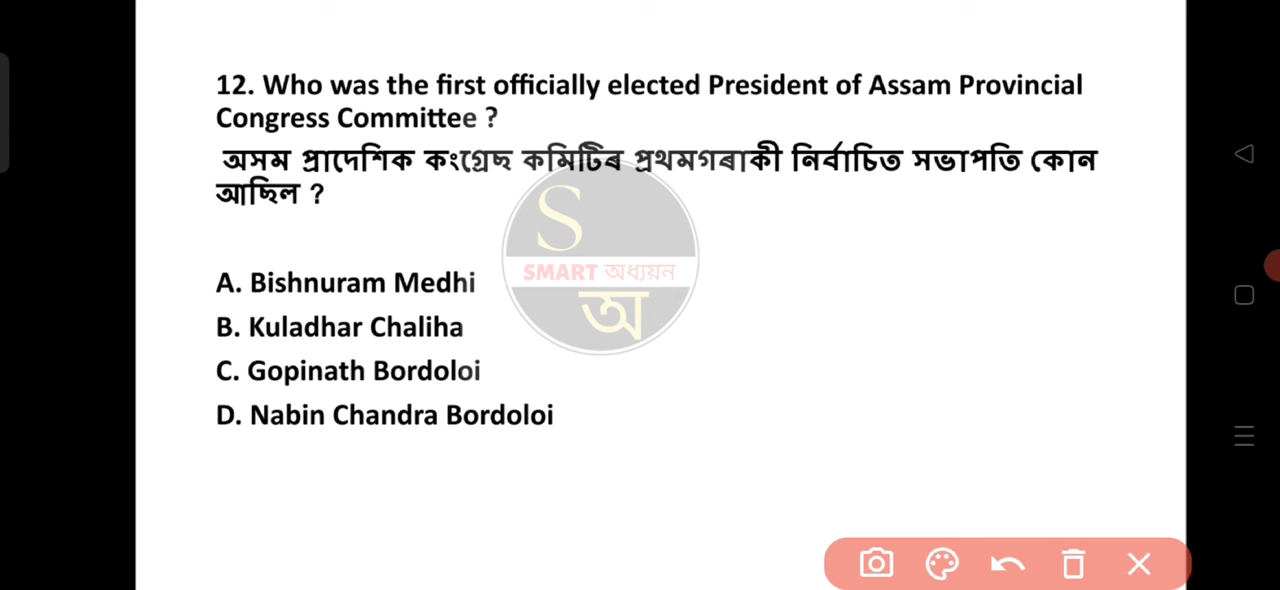 12. Who was the first officially elected President of Assam Provincial
Congress Committee ?
অসম প্ৰাদেশিক কংগ্ৰেছ কমিটিৰ প্ৰথমগৰাকী নিৰ্বাচিত সভাপতি কোন
আছিল ?
S
SMART অধ্যয়ন
অ
A. Bishnuram Medhi
B. Kuladhar Chaliha
C. Gopinath Bordoloi
D. Nabin Chandra Bordoloi